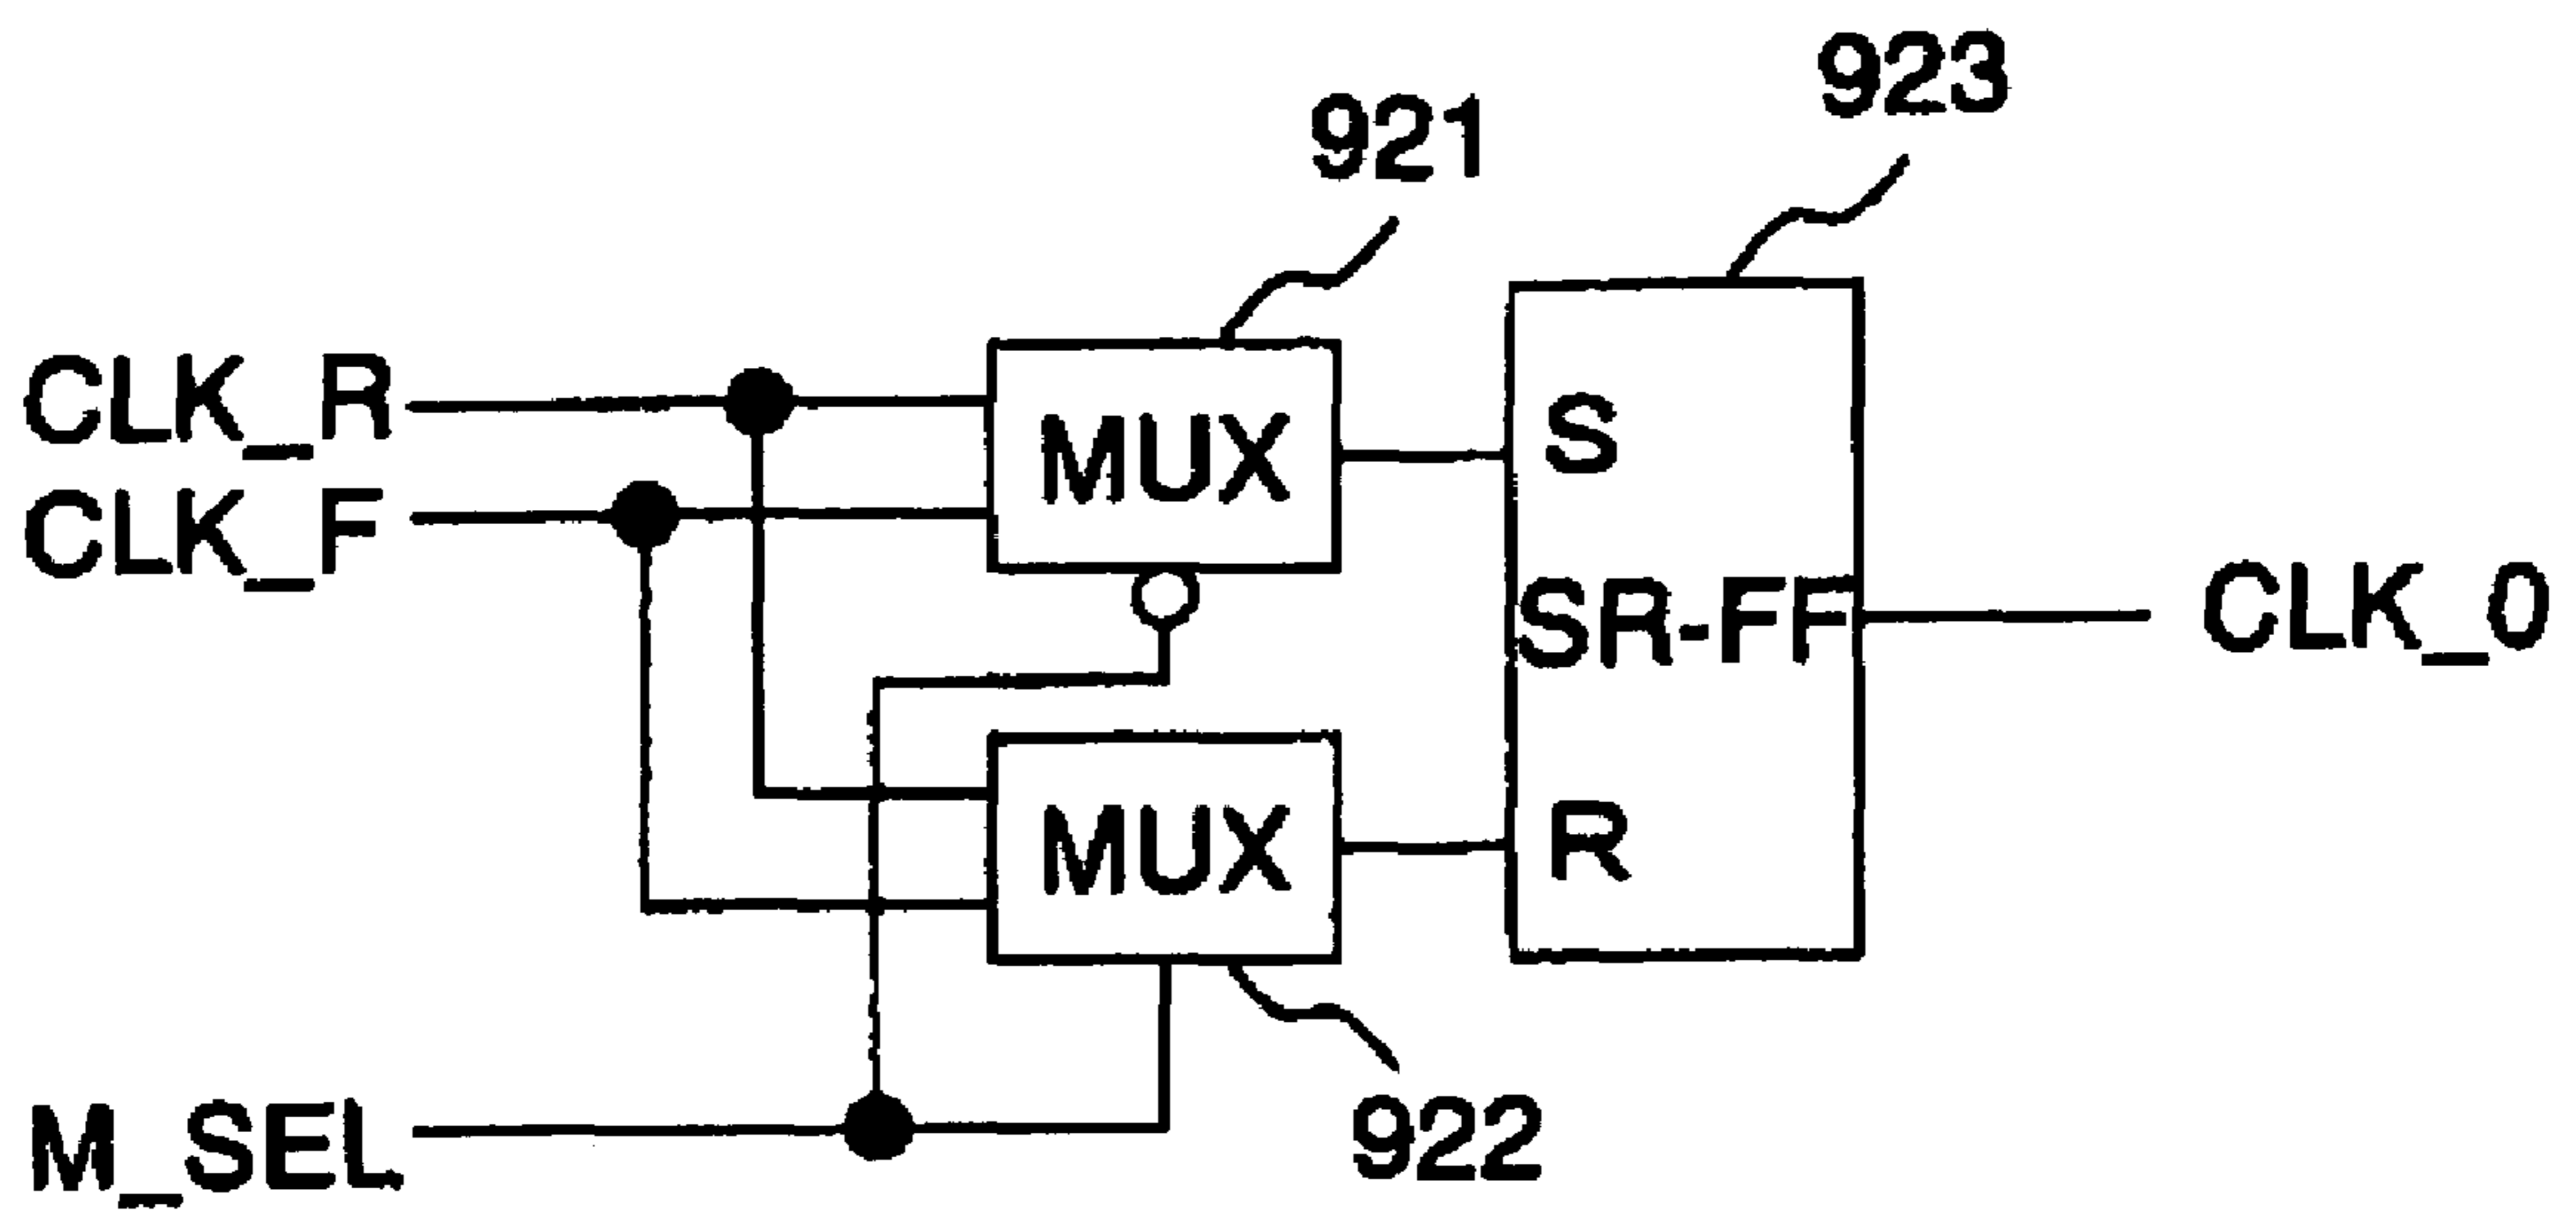 923
921
CLK_R
CLK_F
MUX
S
SR-FF
CLK_0
MUX
R
M_SEL
922